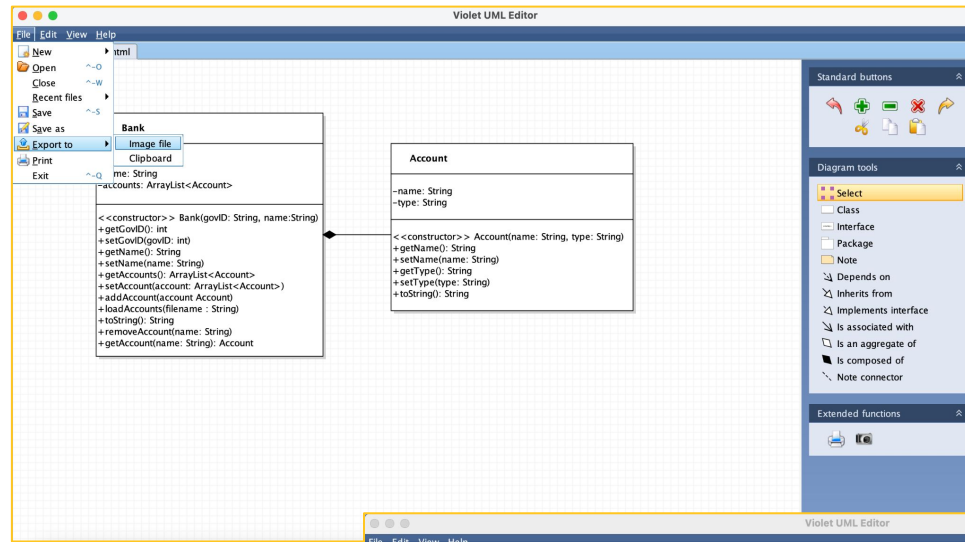 Violet UML Editor
File Edit View Help
New
html
Open ^-O
Close ^-W
Recent files
Save ^-S
Save as
Export to
Print
Exit ^-Q
Image file
Clipboard
Bank
me: String
-accounts: ArrayList<Account>
<<constructor>> Bank(govID: String, name:String)
+getGovID(): int
+setGovID(govID: int)
+getName(): String
+setName(name: String)
+getAccounts(): ArrayList<Account>
+setAccount(account: ArrayList<Account>)
+addAccount(account Account)
+loadAccounts(filename : String)
+toString(): String
+removeAccount(name: String)
+getAccount(name: String): Account
Account
-name: String
-type: String
<<constructor>> Account(name: String, type: String)
+getName(): String
+setName(name: String)
+getType(): String
+setType(type: String)
+toString(): String
Standard buttons
Diagram tools
Select
Class
Interface
Package
Note
Depends on
Inherits from
Implements interface
Is associated with
Is an aggregate of
Is composed of
Note connector
Extended functions
Violet UML Editor
File Edit View Help